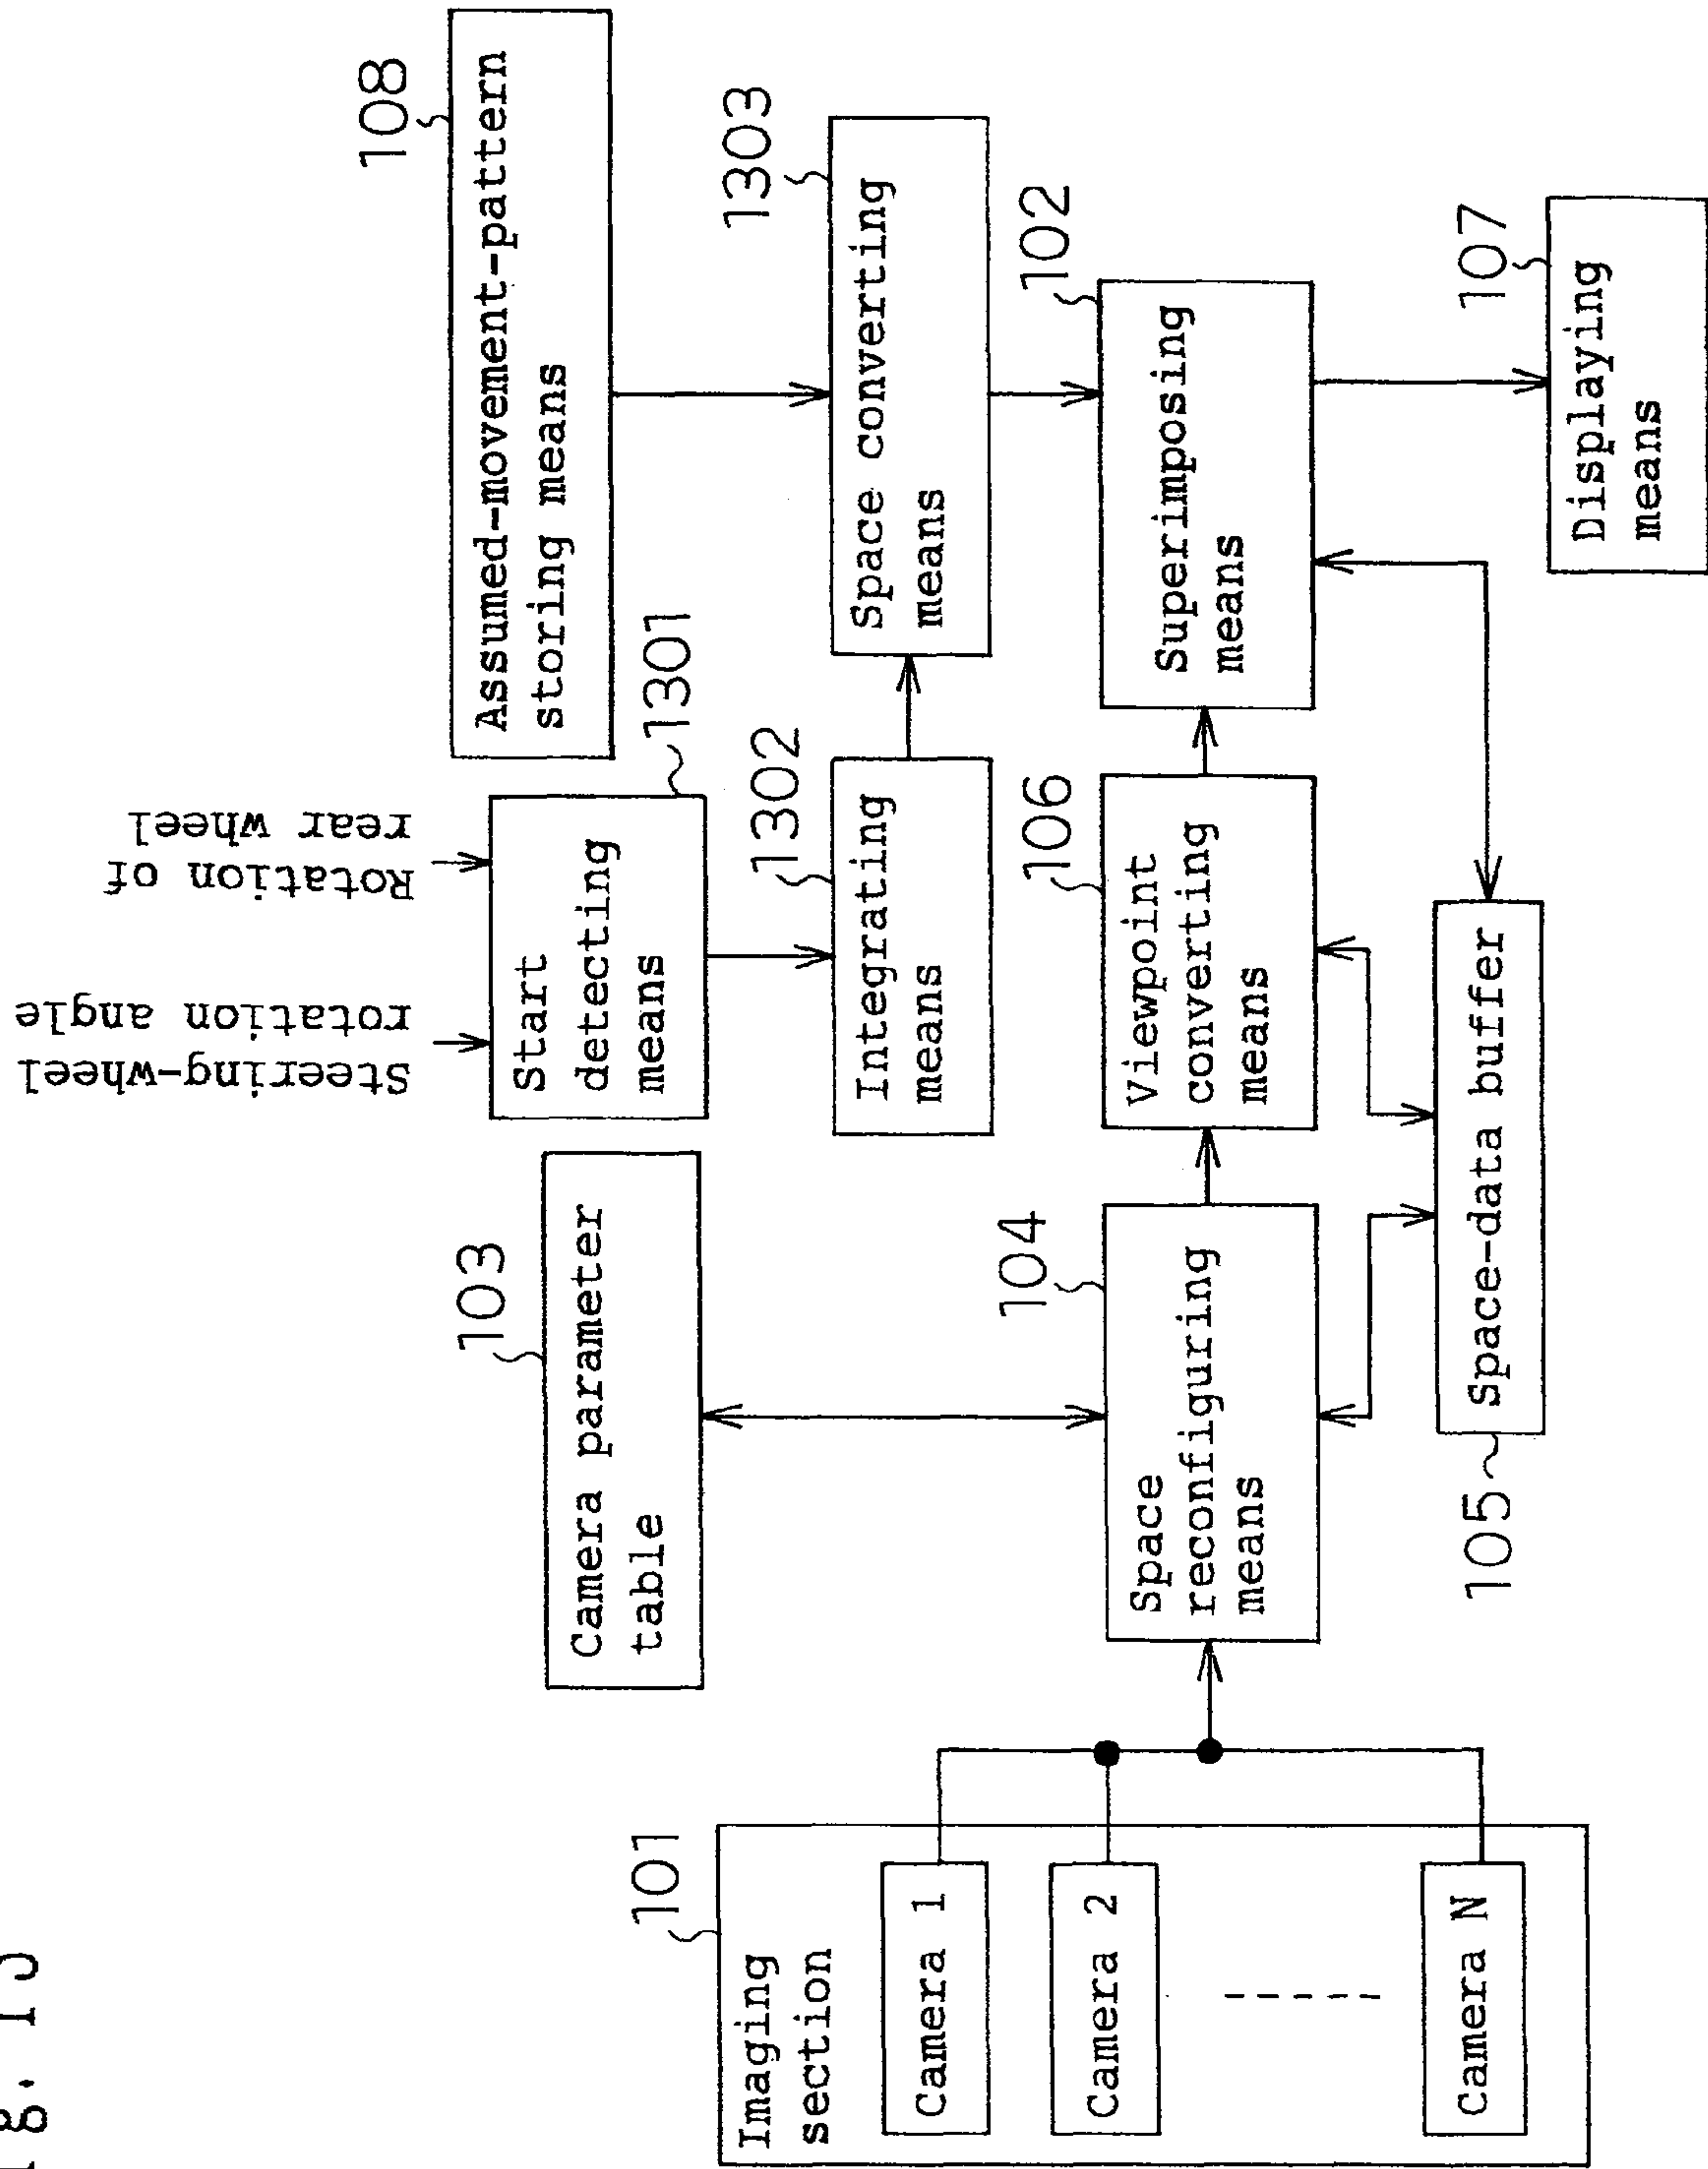 ig. 13
Steering-wheel
rotation angle
Rotation of
rear wheel
108
Assumed-movement-pattern
storing means
103
Camera parameter
table
1301
Start
detecting
means
1302
Integrating
means
1303
Space converting
means
101
Imaging
section
Camera 1
Camera 2
Camera N
104
Space
reconfiguring
means
106
Viewpoint
converting
means
102
Superimposing
means
105
Space-data buffer
107
Displaying
means